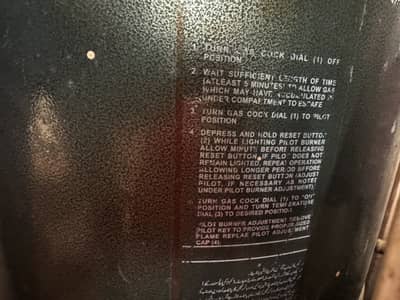 1. TURN GAS COCK DIAL (1) OFF
POSITION
2. WAIT SUFFICIENT LENGTH OF TIME
(ATLEAST 5 MINUTES) TO ALLOW GAS
WHICH MAY HAVE ACCUMULATED IN
UNDER COMPARTMENT TO ESCAPE
3. TURN GAS COCK DIAL (1) TO PILOT
POSITION
4. DEPRESS AND HOLD RESET BUTTON
(2) WHILE LIGHTING PILOT BURNER
ALLOW MINUTE BEFORE RELEASING
RESET BUTTON, IF PILOT DOES NOT
REMAIN LIGHTED, REPEAT OPERATION
ALLOWING LONGER PERIOD BEFORE
RELEASING RESET BUTTON (ADJUST
PILOT, IF NECESSARY AS NOTED
UNDER PILOT BURNER ADJUSTMENT)
TURN GAS COCK DIAL (1) TO "ON"
POSITION AND TURN TEMPERATURE
DIAL (3) TO DESIRED POSITION.
PILOT BURNER ADJUSTMENT REMOVE
PILOT KEY TO PROVIDE PROPER SIZED
FLAME REPLAE PILOT ADJUSTMENT
CAP (4).